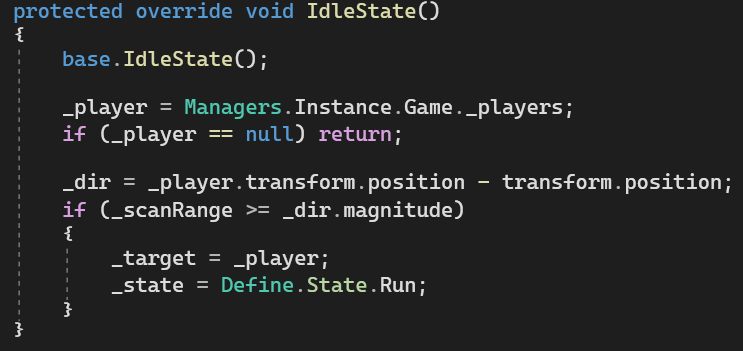 protected override void IdleState()
{
base.IdleState();
_player = Managers.Instance.Game._players;
if (_player == null) return;
_dir = _player.transform.position - transform.position;
if (_scanRange >= _dir.magnitude)
{
_target = _player;
_state = Define.State.Run;
}
}